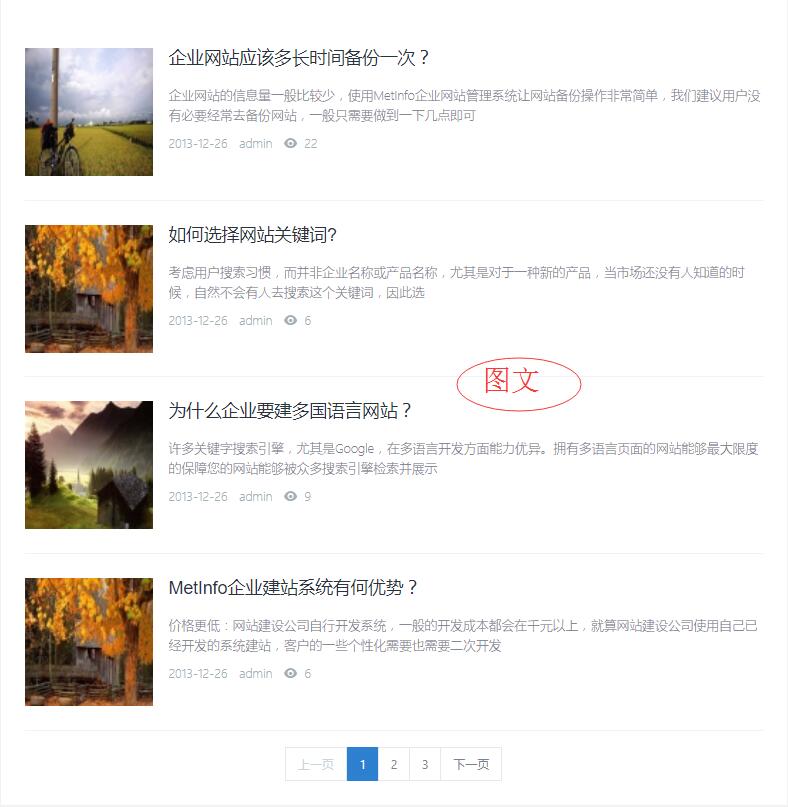 企业网站应该多长时间备份一次？
企业网站的信息量一般比较少，使用MetInfo企业网站管理系统让网站备份操作非常简单，我们建议用户没
有必要经常去备份网站，一般只需要做到一下几点即可
2013-12-26 admin 22
如何选择网站关键词?
考虑用户搜索习惯，而并非企业名称或产品名称，尤其是对于一种新的产品，当市场还没有人知道的时
候，自然不会有人去搜索这个关键词，因此选
2013-12-26 admin 6
图文
为什么企业要建多国语言网站？
许多关键字搜索引擎，尤其是Google，在多语言开发方面能力优异。拥有多语言页面的网站能够最大限度
的保障您的网站能够被众多搜索引擎检索并展示
2013-12-26 admin 9
MetInfo企业建站系统有何优势？
价格更低：网站建设公司自行开发系统，一般的开发成本都会在千元以上，就算网站建设公司使用自己已
经开发的系统建站，客户的一些个性化需要也需要二次开发
2013-12-26 admin 6
上一页 1 2 3 下一页